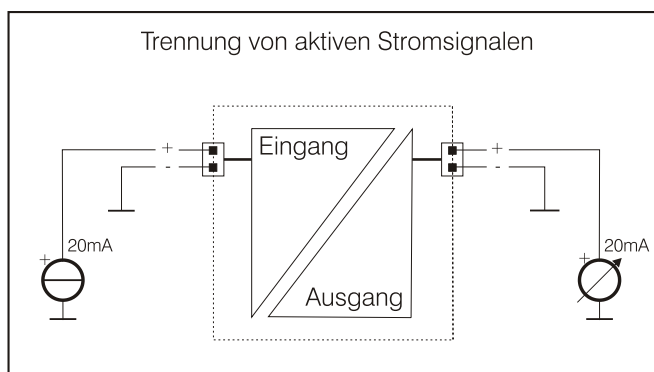 Trennung von aktiven Stromsignalen
+ Eingang +
- -
20mA 20mA
+ +
Ausgang